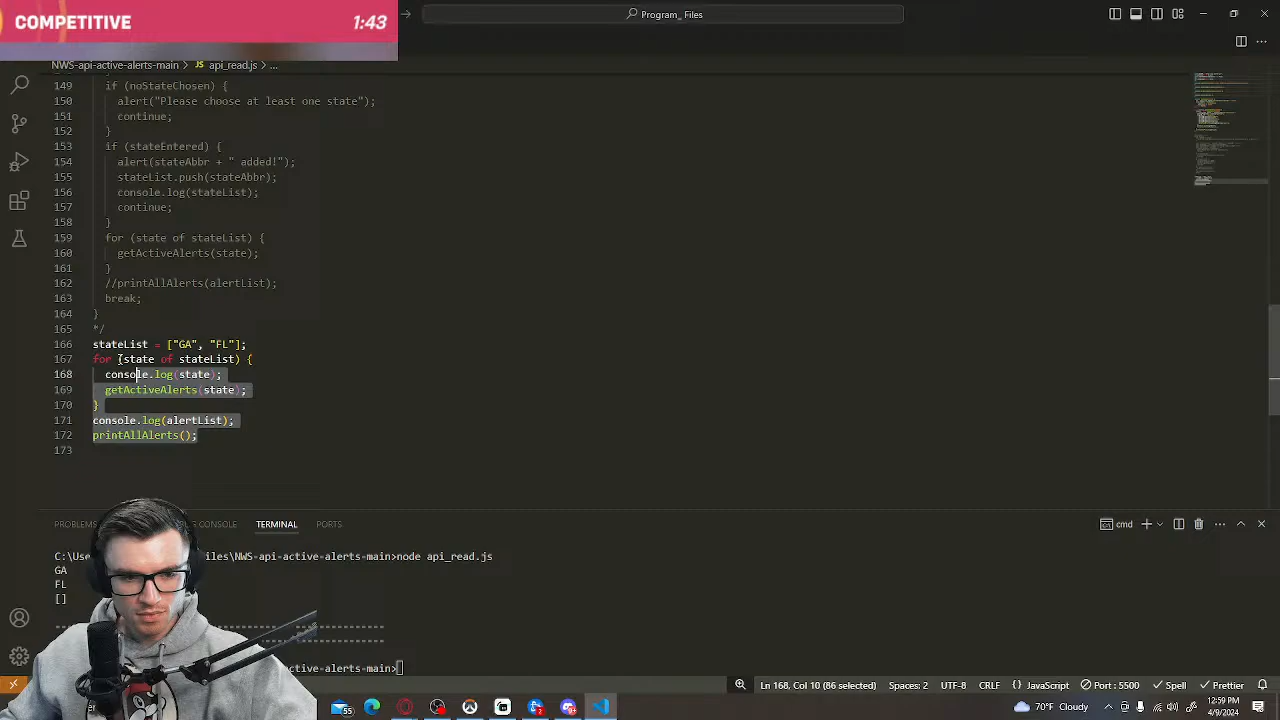 COMPETITIVE 1:43
Program_ Files
NWS-api-active-alerts-main > JS api_read.js > ...
149 if (noStateChosen) {
150 alert("Please choose at least one state");
151 continue;
152 }
153 if (stateEntered) {
154 alert(stateAbbr + " added!");
155 stateList.push(stateAbbr);
156 console.log(stateList);
157 continue;
158 }
159 for (state of stateList) {
160 getActiveAlerts(state);
161 }
162 //printAllAlerts(alertList);
163 break;
164 }
165 */
166 stateList = ["GA", "FL"];
167 for (state of stateList) {
168 console.log(state);
169 getActiveAlerts(state);
170 }
171 console.log(alertList);
172 printAllAlerts();
173
PROBLEMS CONSOLE TERMINAL PORTS cmd
C:\Use iles\NWS-api-active-alerts-main>node api_read.js
GA
FL
[]
ctive-alerts-main>
Ln 168, Col 10 (86 selected) Spaces: 2 UTF-8 CRLF {} JavaScript Port : 5500 Spell Prettier
12:59 PM
4/9/2024